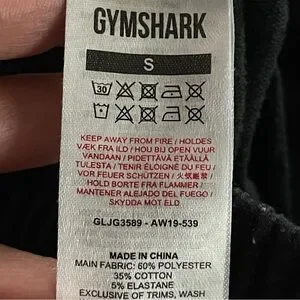 GYMSHARK
S
30
KEEP AWAY FROM FIRE / HOLDES
VÆK FRA ILD / HOU BIJ OPEN VUUR
VANDAAN / PIDETTÄVÄ ETÄÄLLÄ
TULESTA / TENIR ÉLOIGNÉ DU FEU /
VOR FEUER SCHÜTZEN / 火気厳禁 /
HOLD BORTE FRA FLAMMER /
MANTENER ALEJADO DEL FUEGO /
SKYDDA MOT ELD
GLJG3589 - AW19-539
MADE IN CHINA
MAIN FABRIC: 60% POLYESTER
35% COTTON
5% ELASTANE
EXCLUSIVE OF TRIMS, WASH